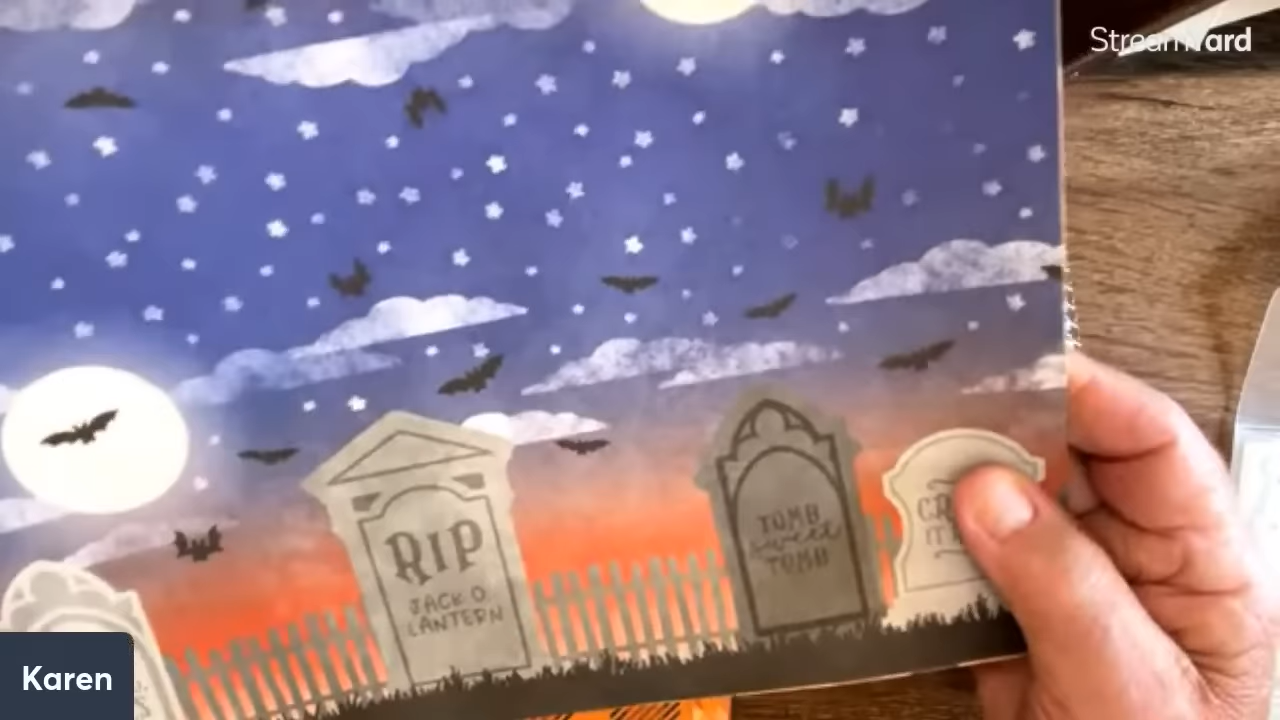 StreamYard
RIP
JACK O.
LANTERN
TOMB
sweet
TOMB
Karen